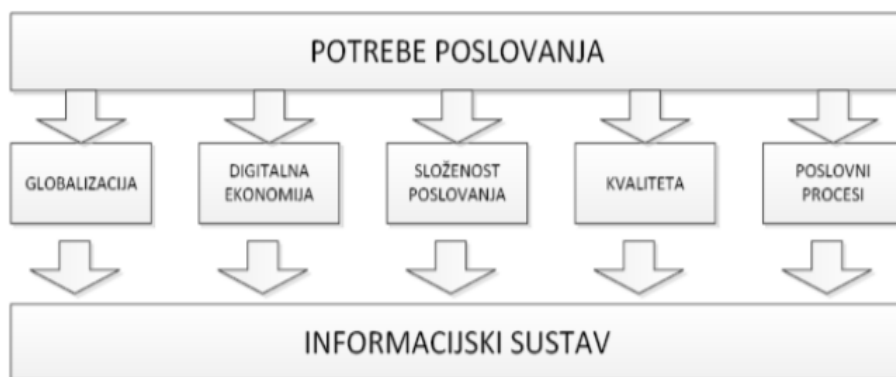 POTREBE POSLOVANJA
GLOBALIZACIJA
DIGITALNA
EKONOMIJA
SLOŽENOST
POSLOVANJA
KVALITETA
POSLOVNI
PROCESI
INFORMACIJSKI SUSTAV